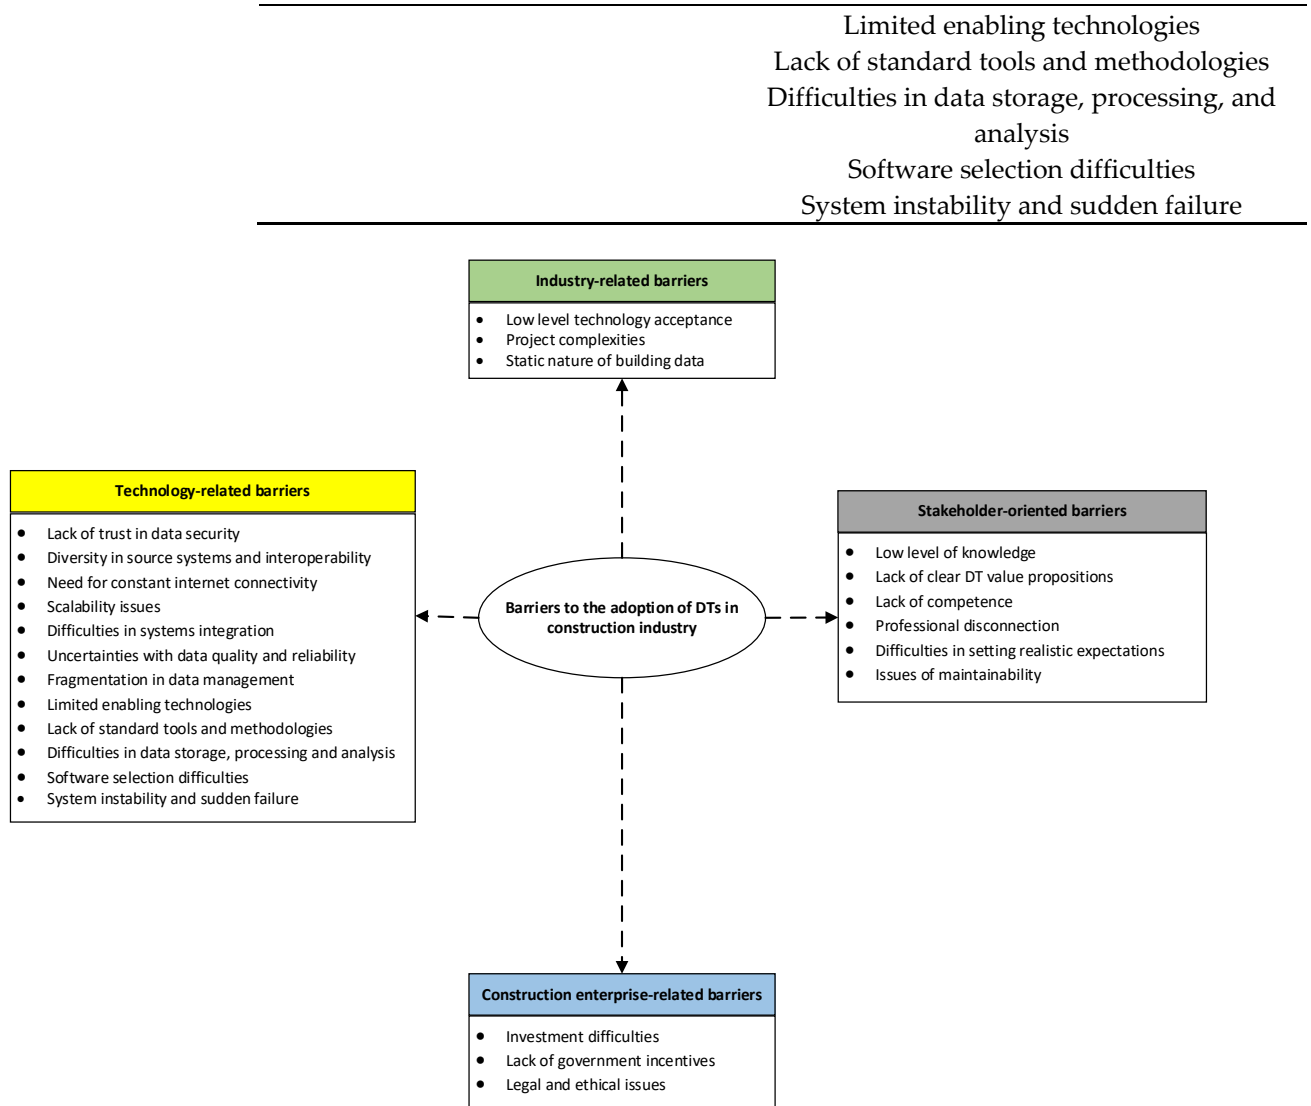 Limited enabling technologies
Lack of standard tools and methodologies
Difficulties in data storage, processing, and
analysis
Software selection difficulties
System instability and sudden failure
Industry-related barriers
• Low level technology acceptance
• Project complexities
• Static nature of building data
Technology-related barriers
• Lack of trust in data security
• Diversity in source systems and interoperability
• Need for constant internet connectivity
• Scalability issues
• Difficulties in systems integration
• Uncertainties with data quality and reliability
• Fragmentation in data management
• Limited enabling technologies
• Lack of standard tools and methodologies
• Difficulties in data storage, processing and analysis
• Software selection difficulties
• System instability and sudden failure
Barriers to the adoption of DTs in
construction industry
Stakeholder-oriented barriers
• Low level of knowledge
• Lack of clear DT value propositions
• Lack of competence
• Professional disconnection
• Difficulties in setting realistic expectations
• Issues of maintainability
Construction enterprise-related barriers
• Investment difficulties
• Lack of government incentives
• Legal and ethical issues